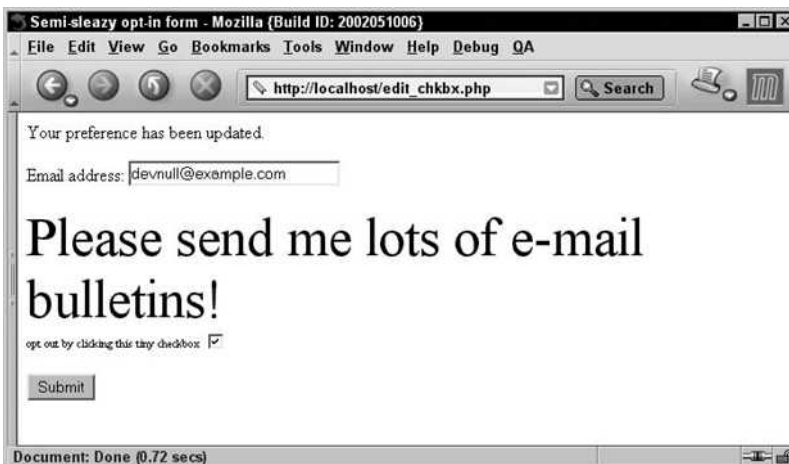 Semi-sleazy opt-in form - Mozilla {Build ID: 2002051006}
File Edit View Go Bookmarks Tools Window Help Debug QA
http://localhost/edit_chkbx.php Search
Your preference has been updated.
Email address: devnull@example.com
Please send me lots of e-mail
bulletins!
opt out by clicking this tiny checkbox
Submit
Document: Done (0.72 secs)